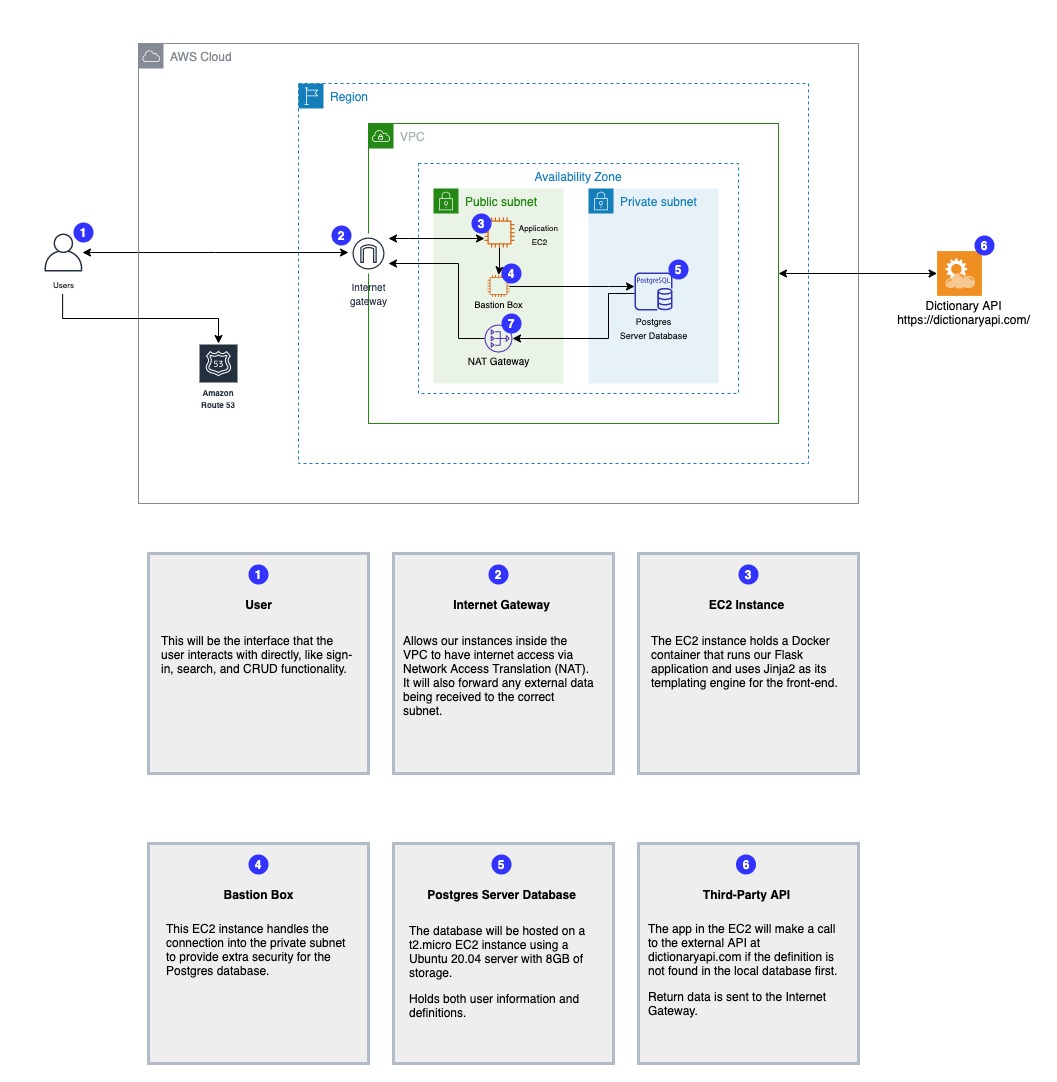 AWS Cloud
Region
VPC
Availability Zone
Public subnet
Private subnet
1
2
3
Application
EC2
4
Bastion Box
5
PostgreSQL
Postgres
Server Database
6
Dictionary API
https://dictionaryapi.com/
Users
Internet
gateway
7
NAT Gateway
53
Amazon
Route 53
1
User
This will be the interface that the
user interacts with directly, like sign-
in, search, and CRUD functionality.
2
Internet Gateway
Allows our instances inside the
VPC to have internet access via
Network Access Translation (NAT).
It will also forward any external data
being received to the correct
subnet.
3
EC2 Instance
The EC2 instance holds a Docker
container that runs our Flask
application and uses Jinja2 as its
templating engine for the front-end.
4
Bastion Box
This EC2 instance handles the
connection into the private subnet
to provide extra security for the
Postgres database.
5
Postgres Server Database
The database will be hosted on a
t2.micro EC2 instance using a
Ubuntu 20.04 server with 8GB of
storage.
Holds both user information and
definitions.
6
Third-Party API
The app in the EC2 will make a call
to the external API at
dictionaryapi.com if the definition is
not found in the local database first.
Return data is sent to the Internet
Gateway.